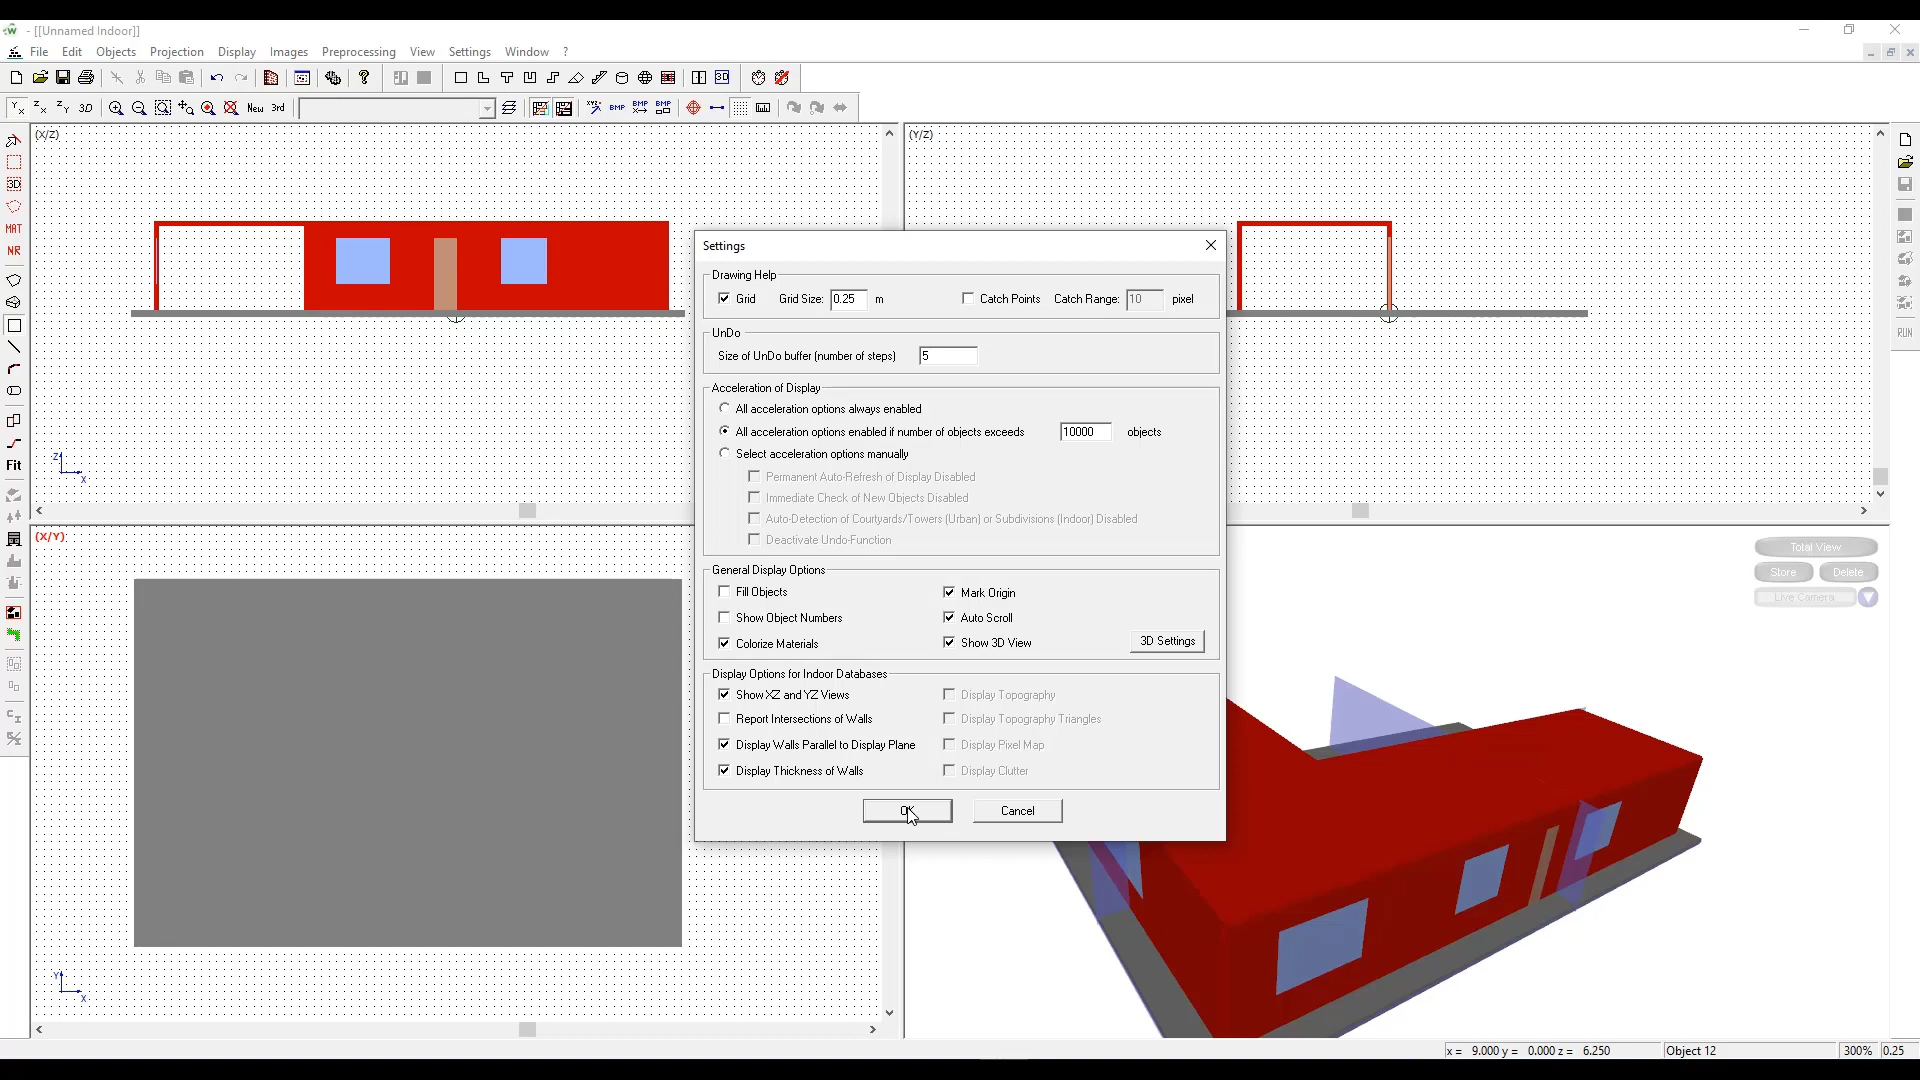 - [[Unnamed Indoor]]
File Edit Objects Projection Display Images Preprocessing View Settings Window ?
3D
3D New 3rd BMP BMP BMP
(X/Z)
(Y/Z)
3D
MAT
NR
Fit
RUN
Z
X
(X/Y)
Y
X
Settings
Drawing Help
Grid Grid Size: 0.25 m Catch Points Catch Range: 10 pixel
UnDo
Size of UnDo buffer (number of steps) 5
Acceleration of Display
All acceleration options always enabled
All acceleration options enabled if number of objects exceeds 10000 objects
Select acceleration options manually
Permanent Auto-Refresh of Display Disabled
Immediate Check of New Objects Disabled
Auto-Detection of Courtyards/Towers (Urban) or Subdivisions (Indoor) Disabled
Deactivate Undo-Function
General Display Options
Fill Objects Mark Origin
Show Object Numbers Auto Scroll
Colorize Materials Show 3D View 3D Settings
Display Options for Indoor Databases
Show XZ and YZ Views Display Topography
Report Intersections of Walls Display Topography Triangles
Display Walls Parallel to Display Plane Display Pixel Map
Display Thickness of Walls Display Clutter
OK Cancel
Total View
Store Delete
Live Camera
x = 9.000 y = 0.000 z = 6.250 Object 12 300% 0.25